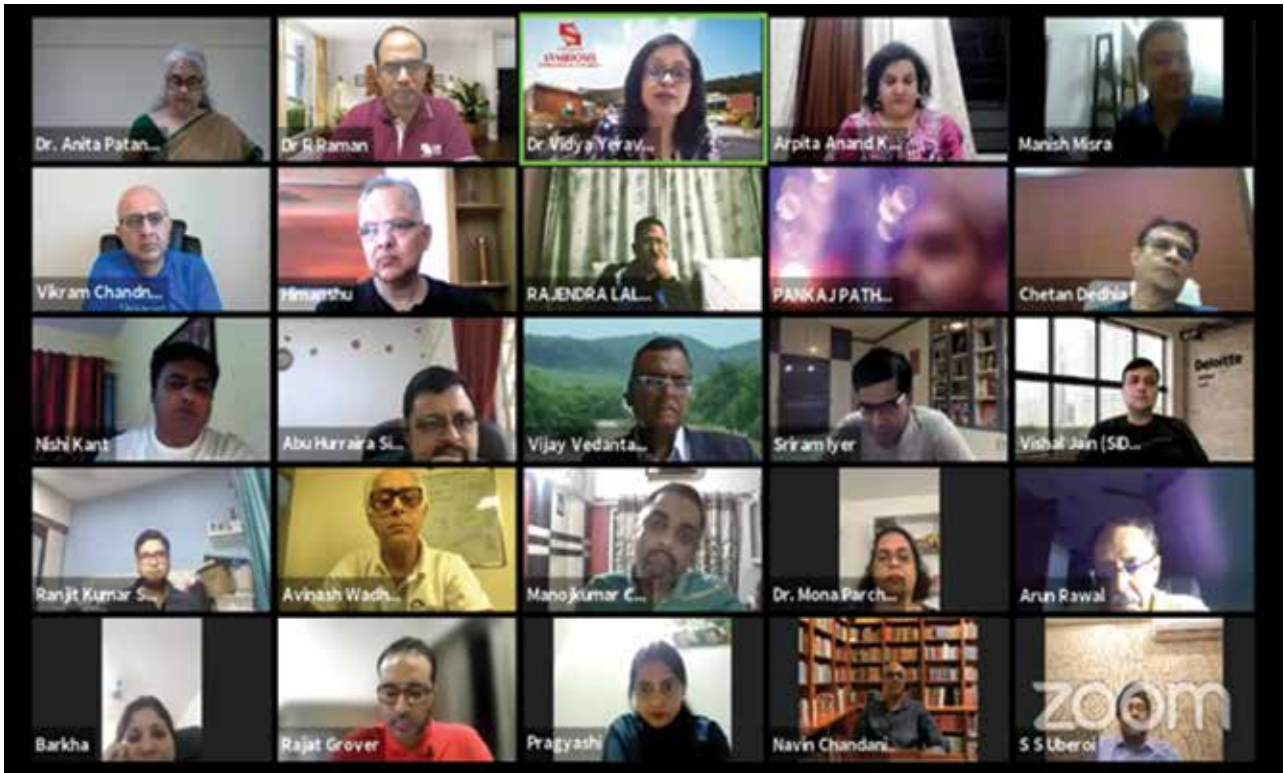 SYMBIOSIS
Dr. Anita Patan...
Dr R Raman
Dr Vidya Yerav...
Arpita Anand K...
Manish Misra
Vikram Chandn...
Himanshu
RAJENDRA LAL...
PANKAJ PATH...
Chetan Dedhia
Deloitte
Nishi Kant
Abu Hurraira Si...
Vijay Vedanta...
Sriram Iyer
Vishal Jain (SID...
Ranjit Kumar S...
Avinash Wadh...
Manojkumar C...
Dr. Mona Parch...
Arun Rawal
Barkha
Rajat Grover
Pragyashi
Navin Chandani...
S S Uberoi
zoom